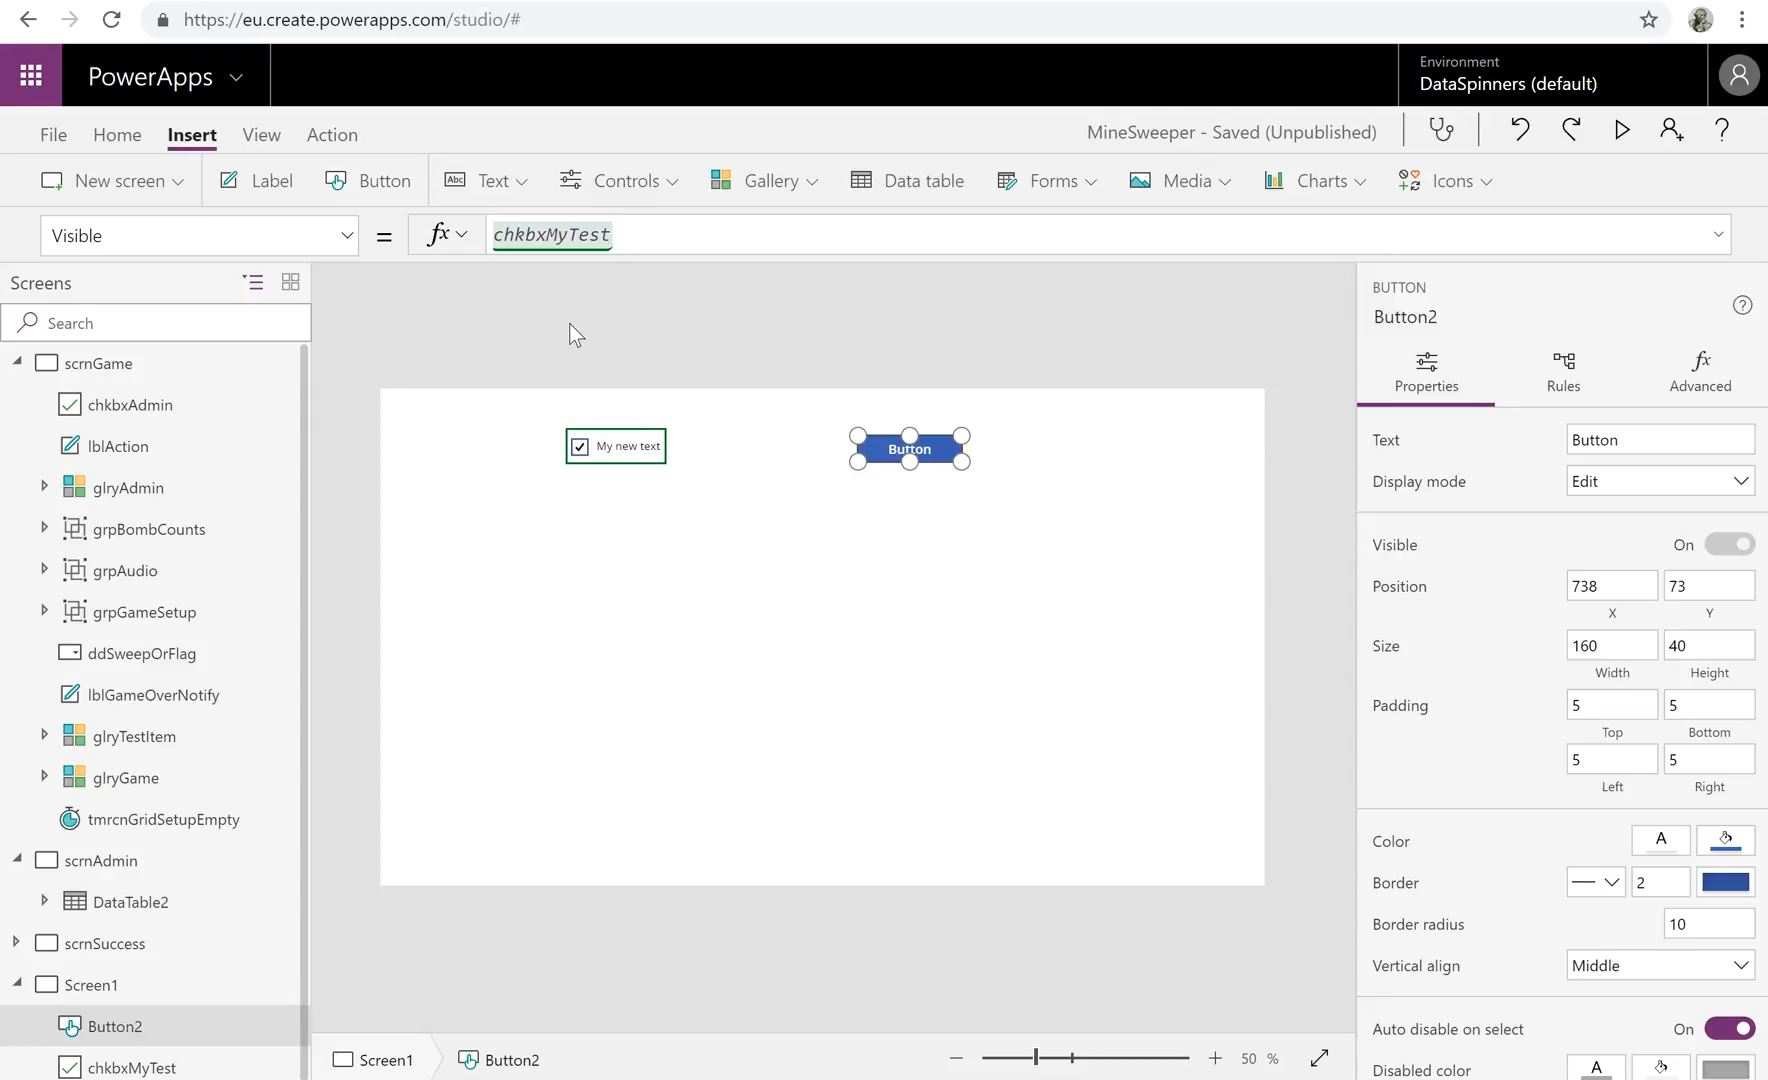 https://eu.create.powerapps.com/studio/#
PowerApps
Environment
DataSpinners (default)
File Home Insert View Action
MineSweeper - Saved (Unpublished)
New screen Label Button Abc Text Controls Gallery Data table Forms Media Charts Icons
Visible = fx chkbxMyTest
Screens
Search
scrnGame
chkbxAdmin
lblAction
glryAdmin
grpBombCounts
grpAudio
grpGameSetup
ddSweepOrFlag
lblGameOverNotify
glryTestItem
glryGame
tmrcnGridSetupEmpty
scrnAdmin
DataTable2
scrnSuccess
Screen1
Button2
chkbxMyTest
My new text
Button
Screen1 Button2
50 %
BUTTON
Button2
fx
Properties Rules Advanced
Text Button
Display mode Edit
Visible On
Position 738 73
X Y
Size 160 40
Width Height
Padding 5 5
Top Bottom
5 5
Left Right
Color A
Border 2
Border radius 10
Vertical align Middle
Auto disable on select On
Disabled color A